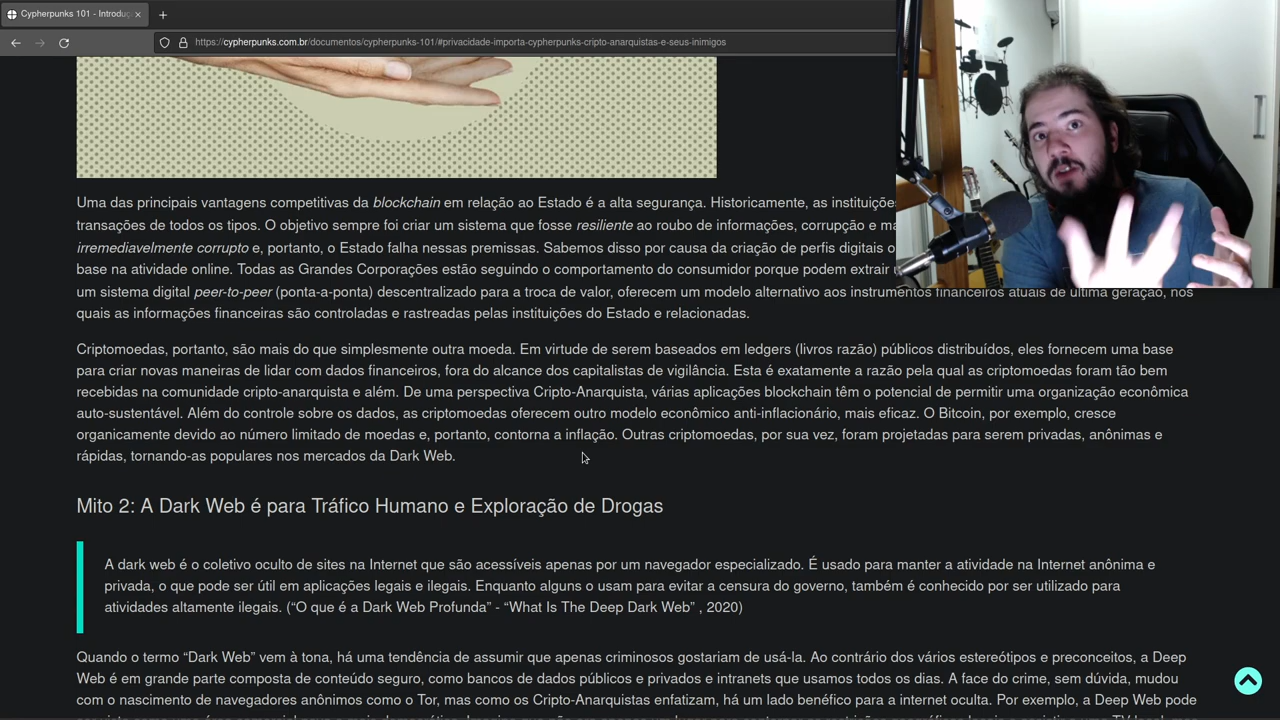 Cypherpunks 101 - Introduç
https://cypherpunks.com.br/documentos/cypherpunks-101/#privacidade-importa-cypherpunks-cripto-anarquistas-e-seus-inimigos
Uma das principais vantagens competitivas da blockchain em relação ao Estado é a alta segurança. Historicamente, as instituições
transações de todos os tipos. O objetivo sempre foi criar um sistema que fosse resiliente ao roubo de informações, corrupção e
irremediavelmente corrupto e, portanto, o Estado falha nessas premissas. Sabemos disso por causa da criação de perfis digitais
base na atividade online. Todas as Grandes Corporações estão seguindo o comportamento do consumidor porque podem extrair
um sistema digital peer-to-peer (ponta-a-ponta) descentralizado para a troca de valor, oferecem um modelo alternativo aos instrumentos financeiros atuais de última geração, nos
quais as informações financeiras são controladas e rastreadas pelas instituições do Estado e relacionadas.
Criptomoedas, portanto, são mais do que simplesmente outra moeda. Em virtude de serem baseados em ledgers (livros razão) públicos distribuídos, eles fornecem uma base
para criar novas maneiras de lidar com dados financeiros, fora do alcance dos capitalistas de vigilância. Esta é exatamente a razão pela qual as criptomoedas foram tão bem
recebidas na comunidade cripto-anarquista e além. De uma perspectiva Cripto-Anarquista, várias aplicações blockchain têm o potencial de permitir uma organização econômica
auto-sustentável. Além do controle sobre os dados, as criptomoedas oferecem outro modelo econômico anti-inflacionário, mais eficaz. O Bitcoin, por exemplo, cresce
organicamente devido ao número limitado de moedas e, portanto, contorna a inflação. Outras criptomoedas, por sua vez, foram projetadas para serem privadas, anônimas e
rápidas, tornando-as populares nos mercados da Dark Web.
Mito 2: A Dark Web é para Tráfico Humano e Exploração de Drogas
A dark web é o coletivo oculto de sites na Internet que são acessíveis apenas por um navegador especializado. É usado para manter a atividade na Internet anônima e
privada, o que pode ser útil em aplicações legais e ilegais. Enquanto alguns o usam para evitar a censura do governo, também é conhecido por ser utilizado para
atividades altamente ilegais. (“O que é a Dark Web Profunda” - “What Is The Deep Dark Web” , 2020)
Quando o termo “Dark Web” vem à tona, há uma tendência de assumir que apenas criminosos gostariam de usá-la. Ao contrário dos vários estereótipos e preconceitos, a Deep
Web é em grande parte composta de conteúdo seguro, como bancos de dados públicos e privados e intranets que usamos todos os dias. A face do crime, sem dúvida, mudou
com o nascimento de navegadores anônimos como o Tor, mas como os Cripto-Anarquistas enfatizam, há um lado benéfico para a internet oculta. Por exemplo, a Deep Web pode